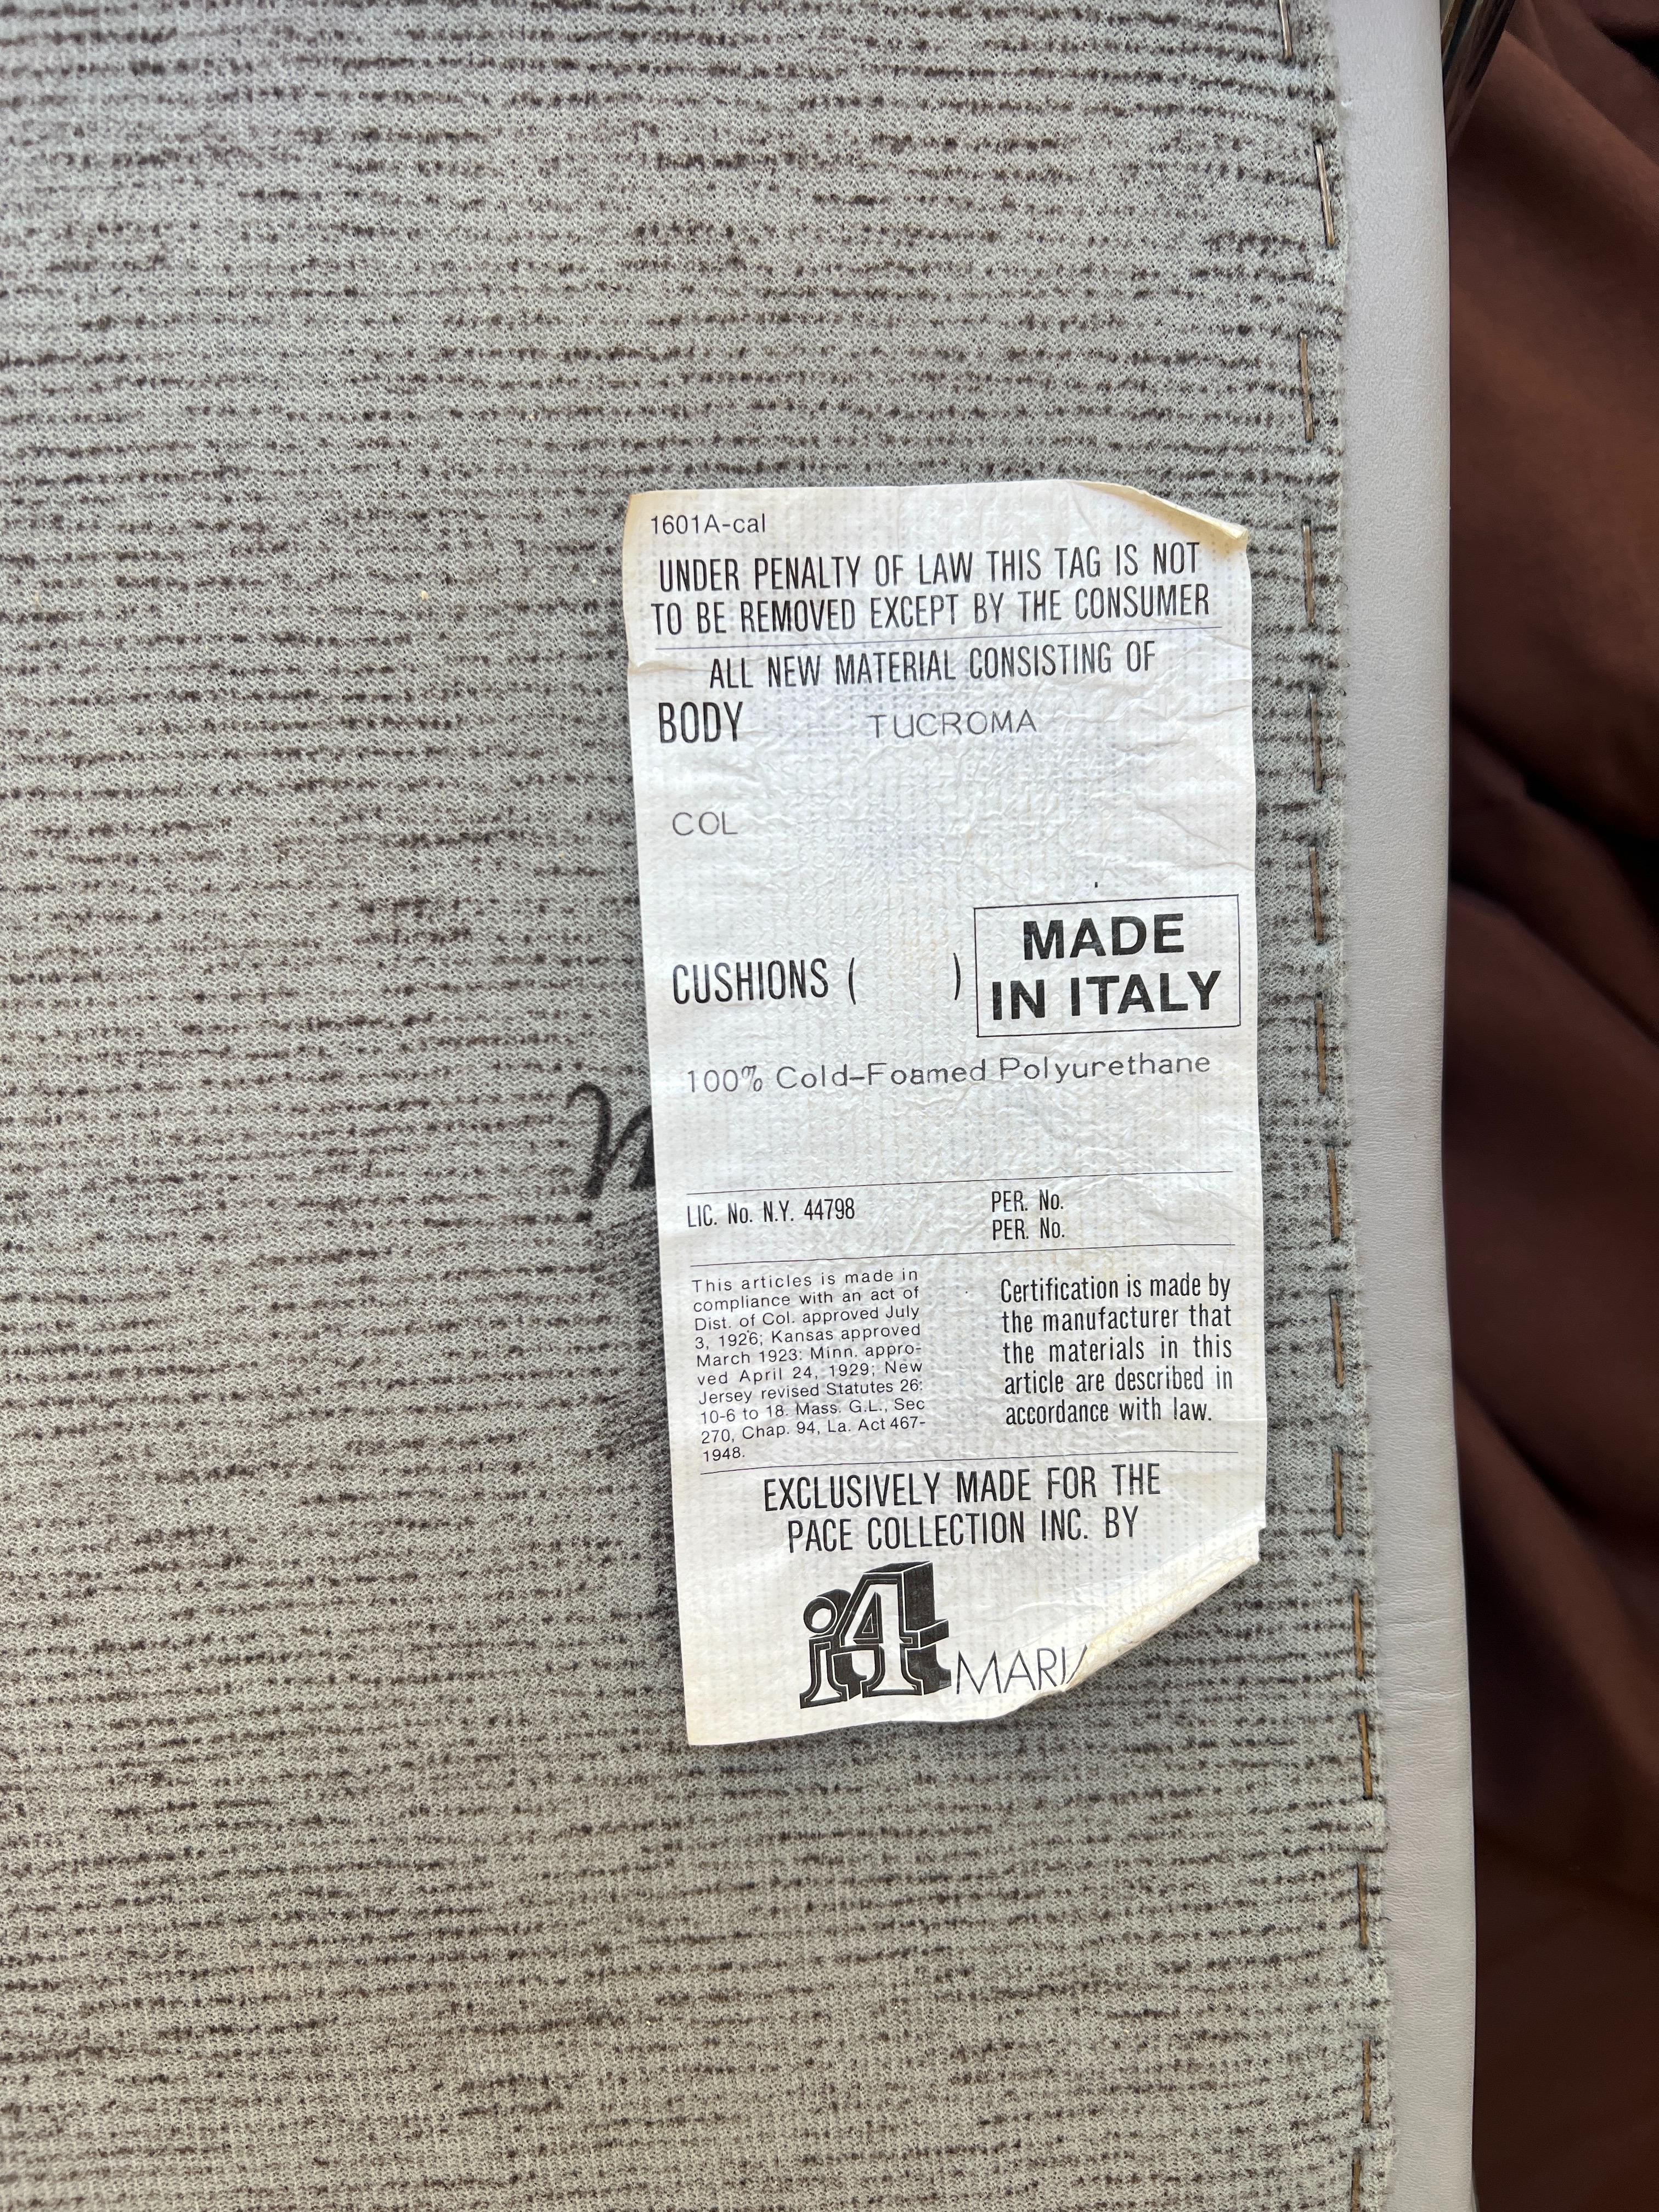 1601A-cal
UNDER PENALTY OF LAW THIS TAG IS NOT
TO BE REMOVED EXCEPT BY THE CONSUMER
ALL NEW MATERIAL CONSISTING OF
BODY TUCROMA
COL
MADE
IN ITALY
CUSHIONS ( )
100% Cold-Foamed Polyurethane
LIC. No. N.Y. 44798
PER. No.
PER. No.
This articles is made in
compliance with an act of
Dist. of Col. approved July
3, 1926; Kansas approved
March 1923; Minn. appro-
ved April 24, 1929; New
Jersey revised Statutes 26:
10-6 to 18. Mass. G.L., Sec
270, Chap. 94, La. Act 467-
1948.
Certification is made by
the manufacturer that
the materials in this
article are described in
accordance with law.
EXCLUSIVELY MADE FOR THE
PACE COLLECTION INC. BY
i4